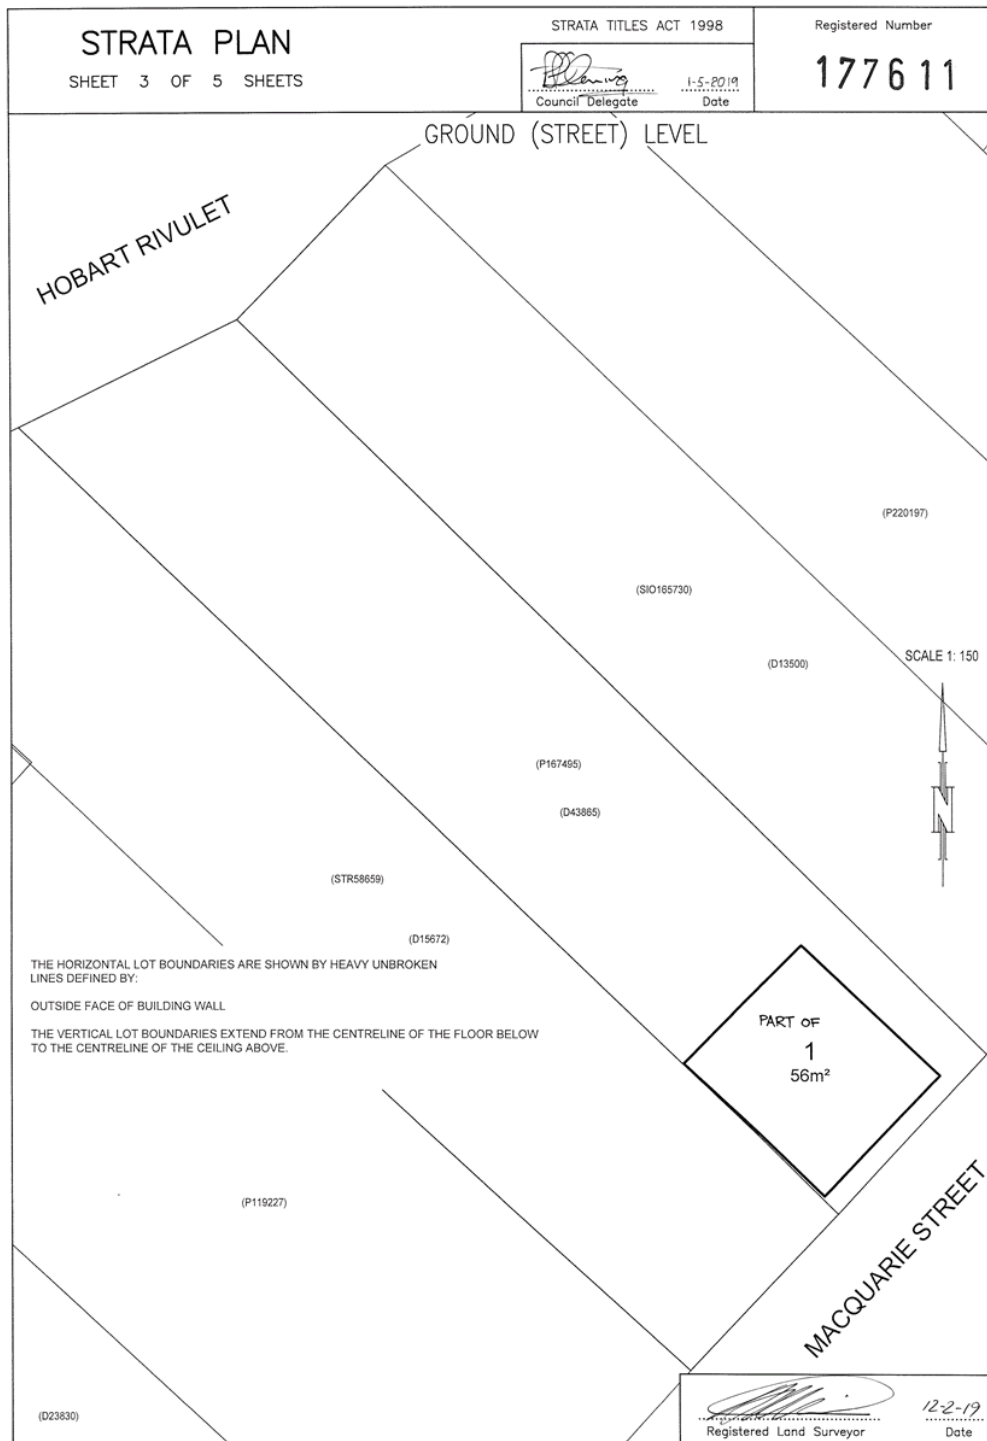 STRATA PLAN
SHEET 3 OF 5 SHEETS
STRATA TITLES ACT 1998
Council Delegate
1-5-2019
Date
Registered Number
177611
GROUND (STREET) LEVEL
HOBART RIVULET
(P220197)
(SIO165730)
SCALE 1: 150
(D13500)
(P167495)
N
(D43865)
(STR58659)
(D15672)
THE HORIZONTAL LOT BOUNDARIES ARE SHOWN BY HEAVY UNBROKEN
LINES DEFINED BY:
OUTSIDE FACE OF BUILDING WALL
THE VERTICAL LOT BOUNDARIES EXTEND FROM THE CENTRELINE OF THE FLOOR BELOW
TO THE CENTRELINE OF THE CEILING ABOVE.
PART OF
1
56m²
(P119227)
MACQUARIE STREET
(D23830)
Registered Land Surveyor
12-2-19
Date